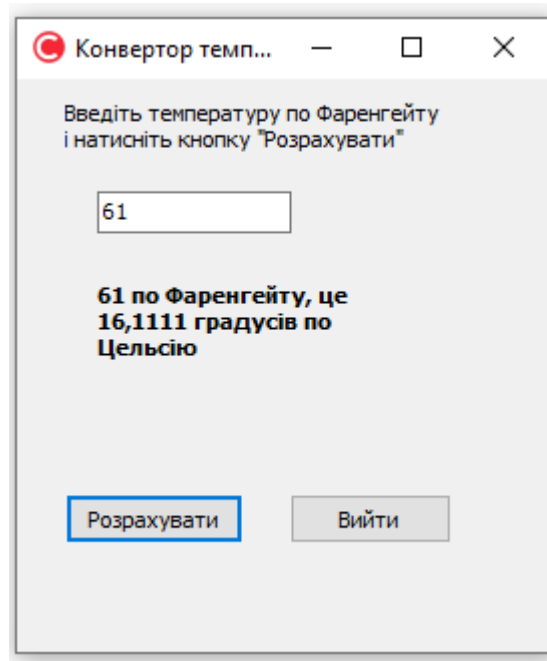 Конвертор темп...
Введіть температуру по Фаренгейту
і натисніть кнопку "Розрахувати"
61
61 по Фаренгейту, це
16,1111 градусів по
Цельсію
Розрахувати
Вийти